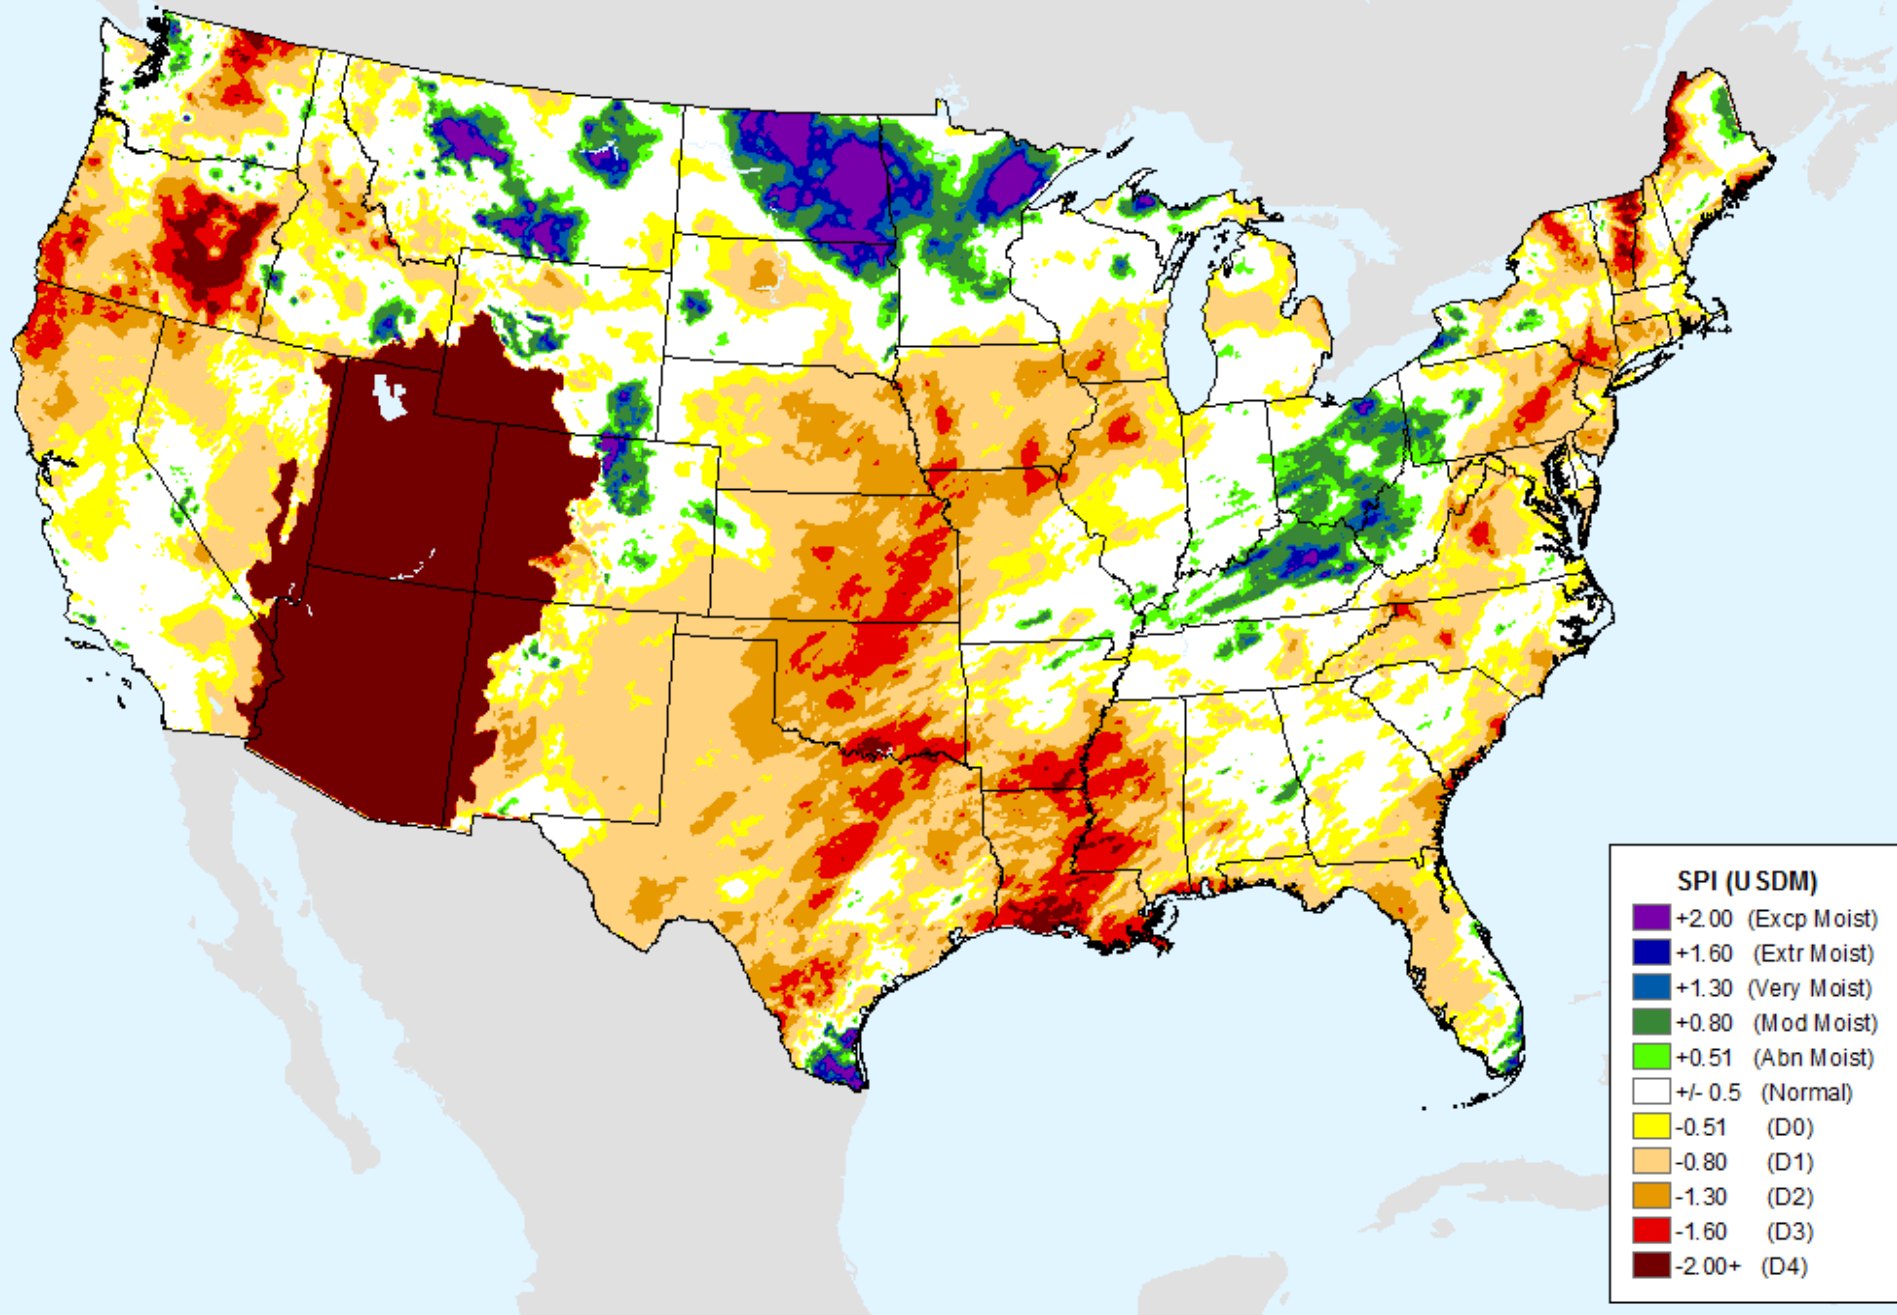 SPI (USDM)
+2.00 (Excp Moist)
+1.60 (Extr Moist)
+1.30 (Very Moist)
+0.80 (Mod Moist)
+0.51 (Abn Moist)
+/- 0.5 (Normal)
-0.51 (D0)
-0.80 (D1)
-1.30 (D2)
-1.60 (D3)
-2.00+ (D4)